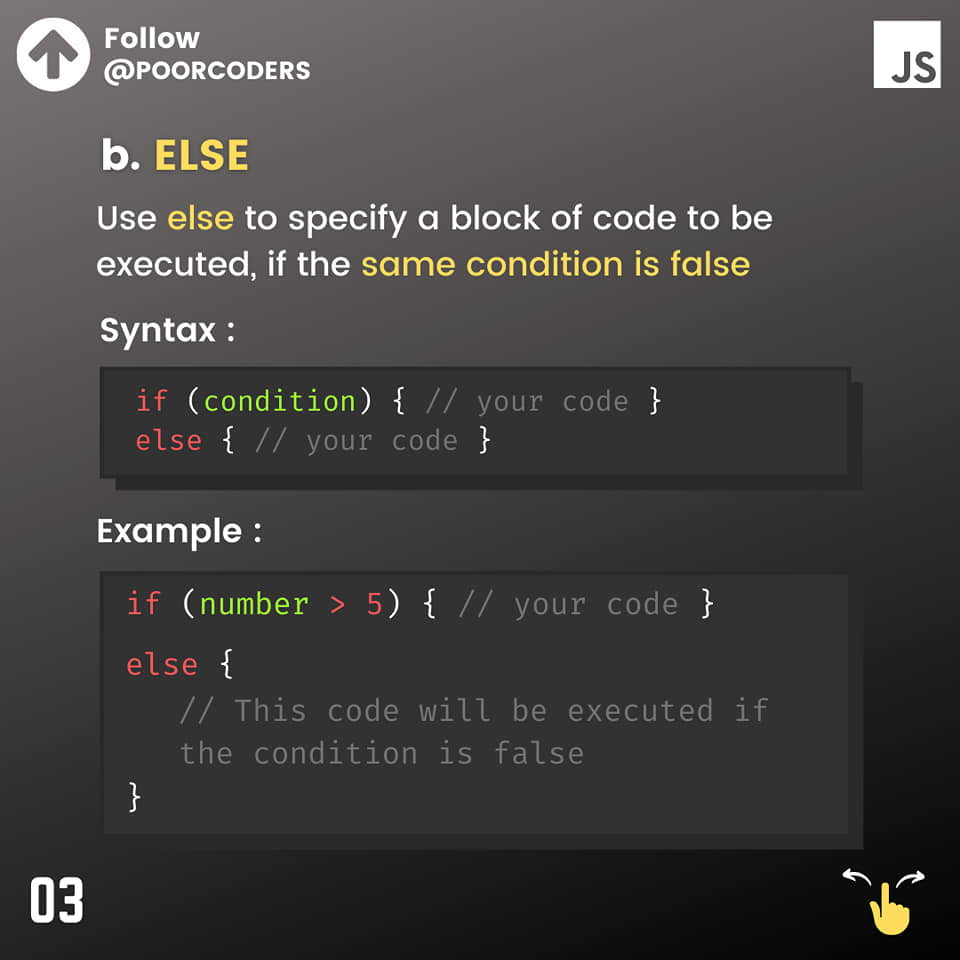 Follow
@POORCODERS
JS
b. ELSE
Use else to specify a block of code to be
executed, if the same condition is false
Syntax :
if (condition) { // your code }
else { // your code }
Example :
if (number > 5) { // your code }
else {
// This code will be executed if
the condition is false
}
03